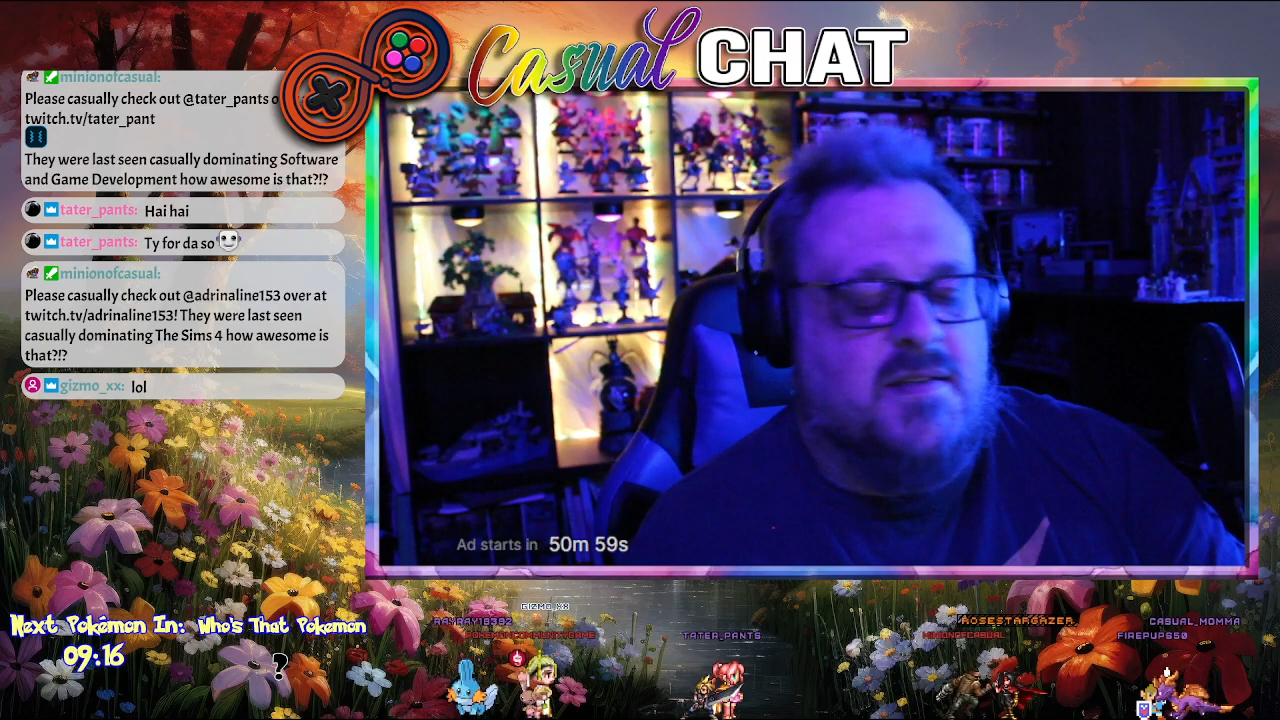 Casual CHAT
minionofcasual:
Please casually check out @tater_pants o
twitch.tv/tater_pant
They were last seen casually dominating Software
and Game Development how awesome is that?!?
tater_pants: Hai hai
tater_pants: Ty for da so
minionofcasual:
Please casually check out @adrinaline153 over at
twitch.tv/adrinaline153! They were last seen
casually dominating The Sims 4 how awesome is
that?!?
gizmo_xx: lol
Ad starts in 50m 59s
Next Pokémon In: Who's That Pokemon
09:16
?
GIZMO_XX
RAYRAY18392
POKEMONCOMMUNITYGAME
TATER_PANTS
ROSESTARGAZER
MINIONOFCASUAL
CASUAL_MOMMA
FIREPUP650